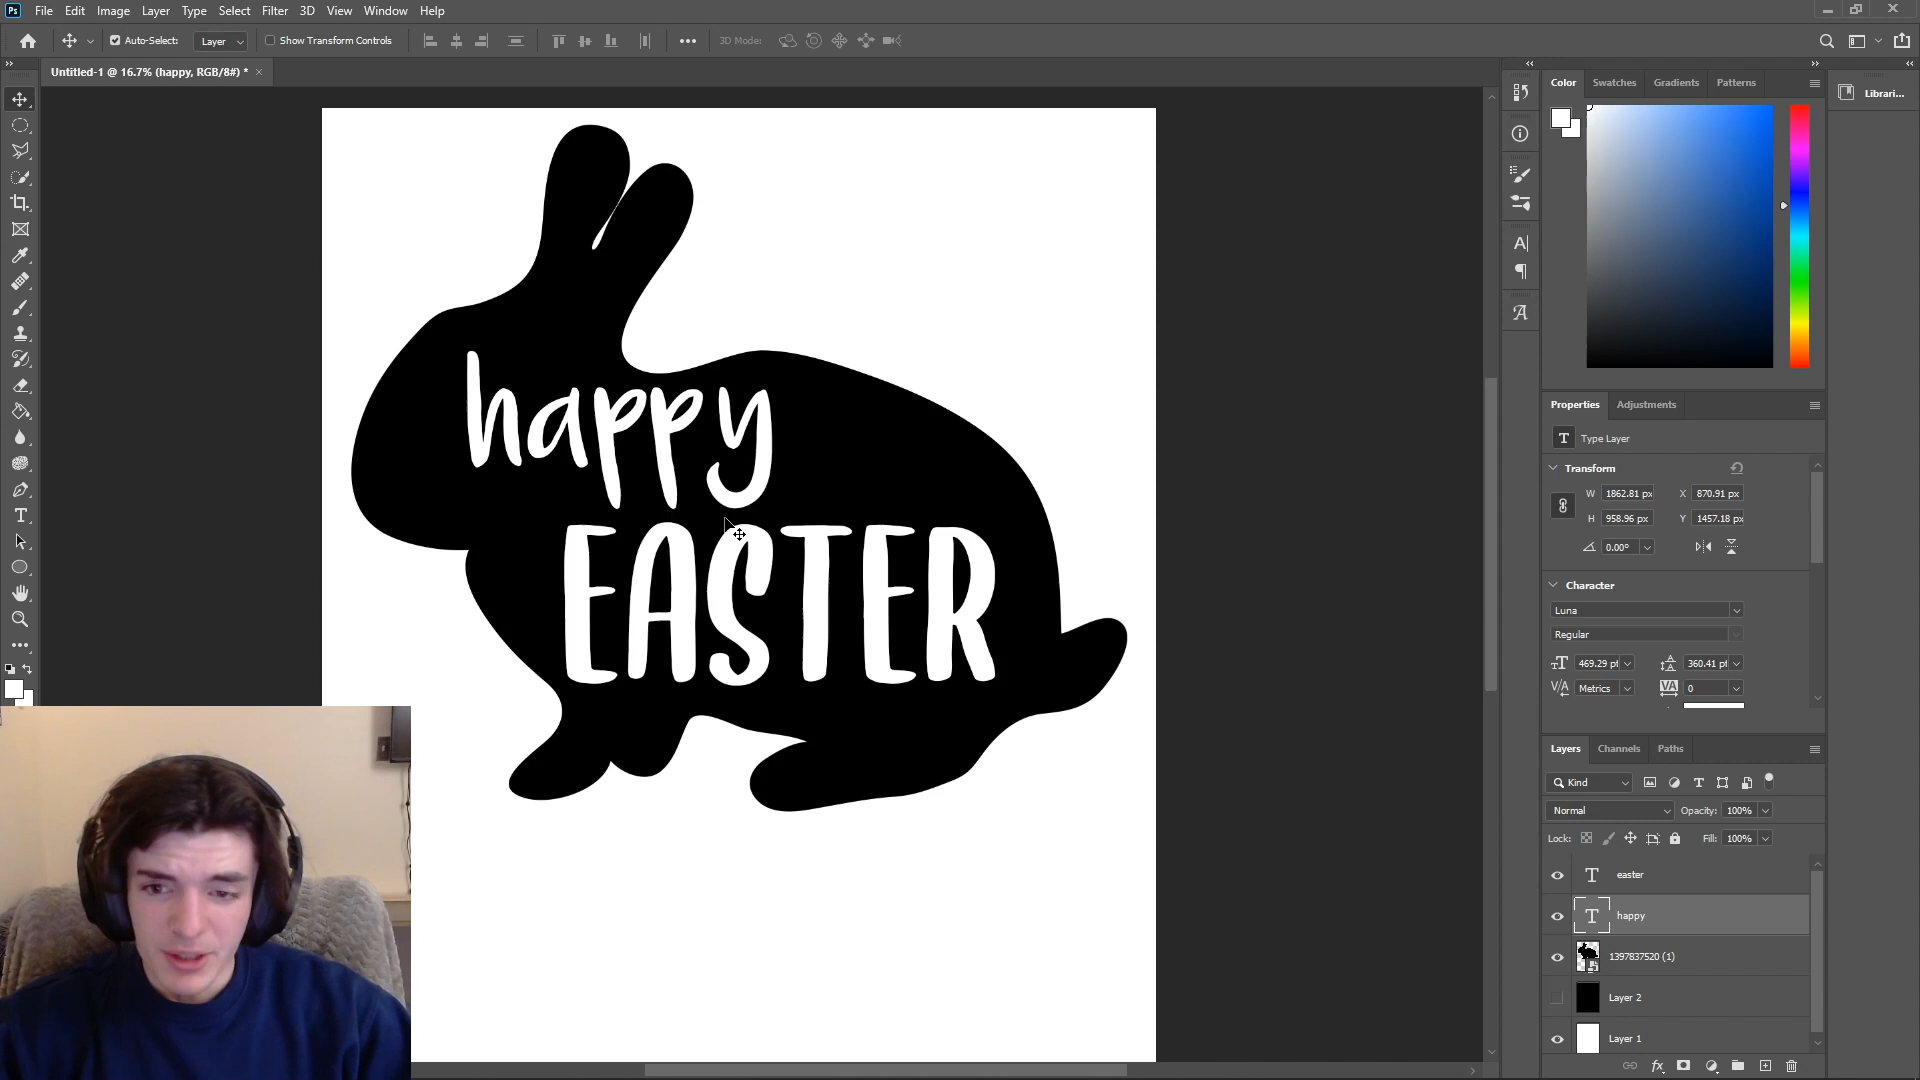 Ps File Edit Image Layer Type Select Filter 3D View Window Help
Auto-Select: Layer Show Transform Controls 3D Mode:
Untitled-1 @ 16.7% (happy, RGB/8#) * ×
Color Swatches Gradients Patterns
Librari...
happy
EASTER
Properties Adjustments
T Type Layer
Transform
W 1862.81 px X 870.91 px
H 958.96 px Y 1457.18 px
0.00°
Character
Luna
Regular
469.29 pt 360.41 pt
Metrics 0
Layers Channels Paths
Kind
Normal Opacity: 100%
Lock: Fill: 100%
T easter
T happy
1397837520 (1)
Layer 2
Layer 1
fx